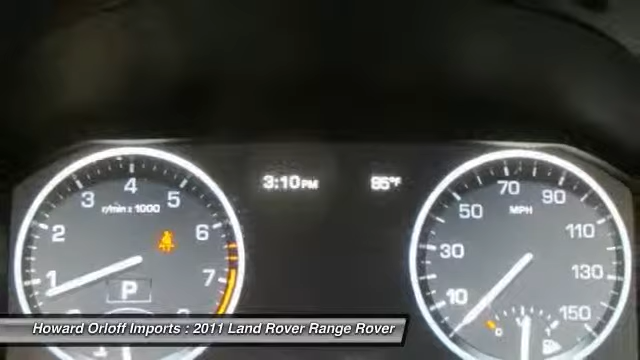 3:10PM 85°F
4
3 5
r/min x 1000
2 6
1 7
P
8
70 90
50 110
MPH
30 130
10 150
C
Howard Orloff Imports : 2011 Land Rover Range Rover